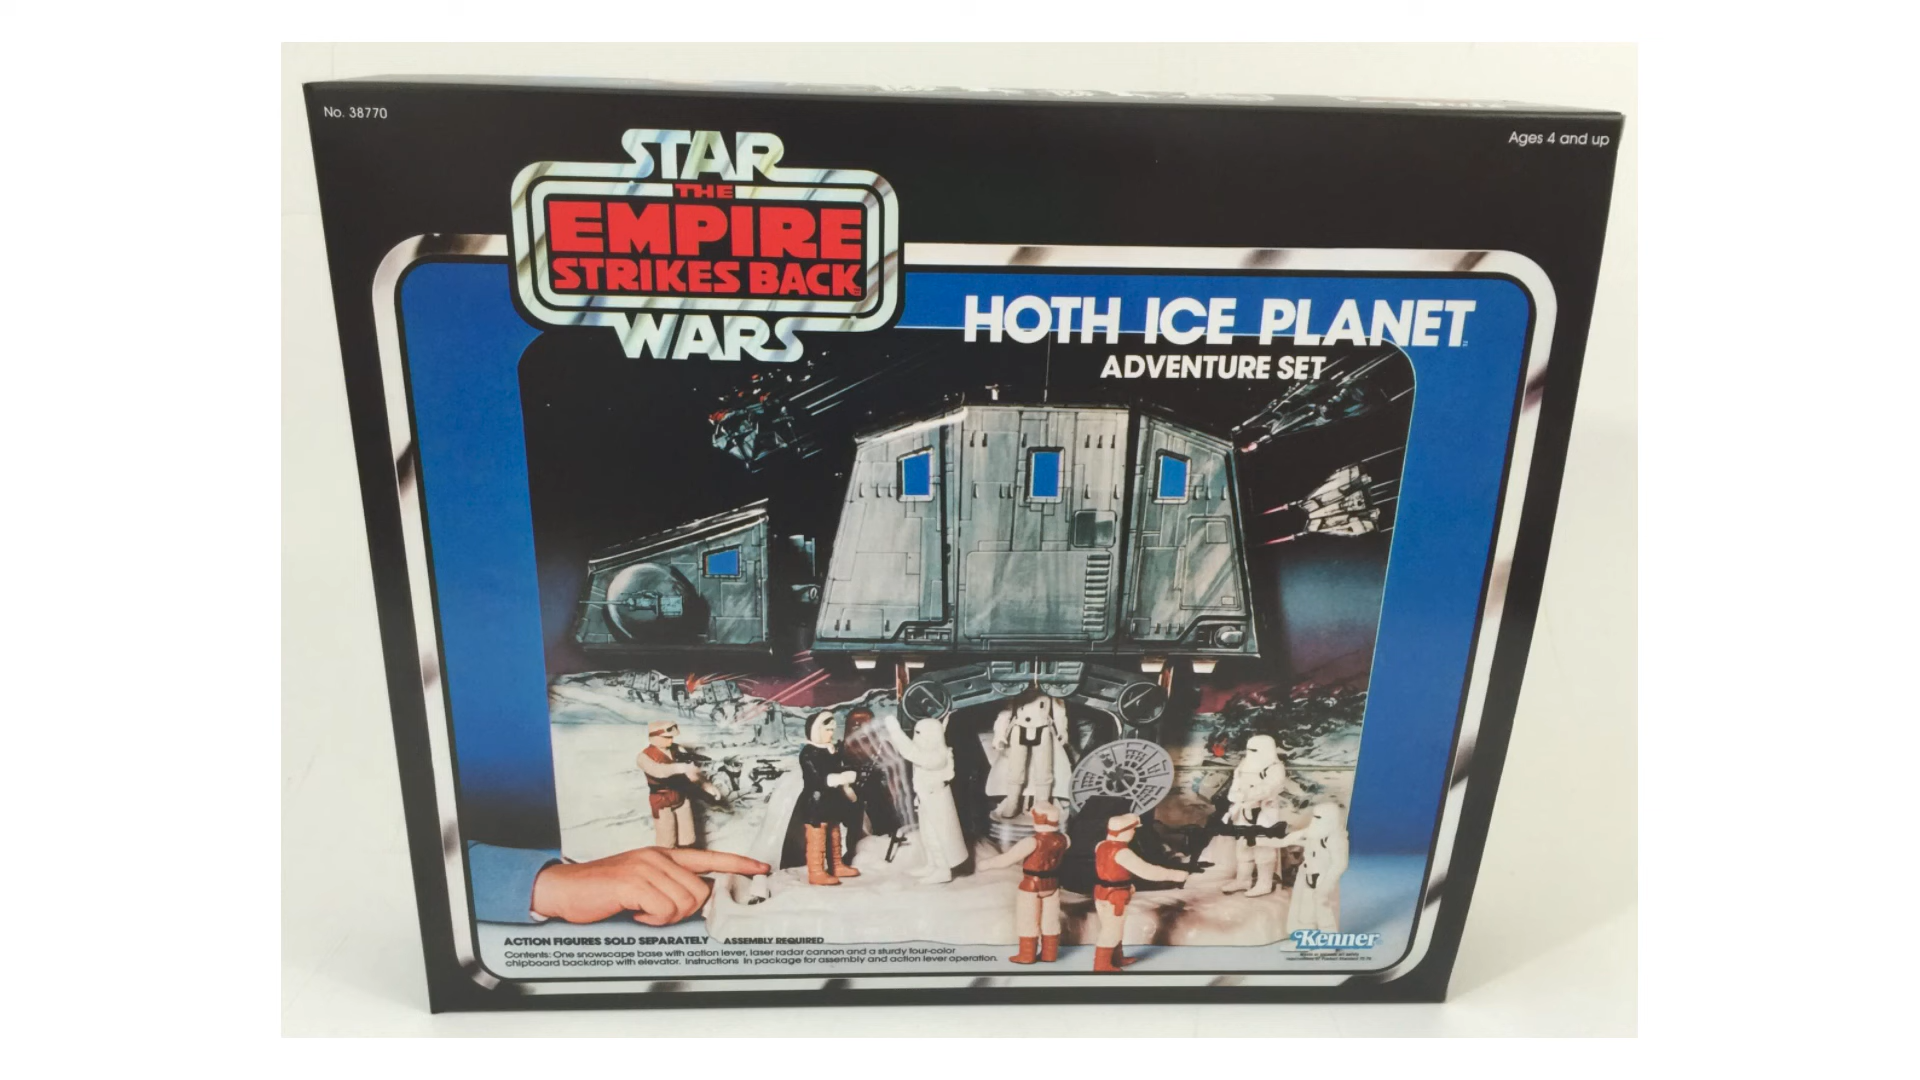 No. 38770
Ages 4 and up
STAR
THE
EMPIRE
STRIKES BACK
WARS
HOTH ICE PLANET
ADVENTURE SET
ACTION FIGURES SOLD SEPARATELY ASSEMBLY REQUIRED
Contents: One snowscape base with action lever, laser radar cannon and a sturdy four-color
chipboard backdrop with elevator. Instructions in package for assembly and action lever operation.
Kenner